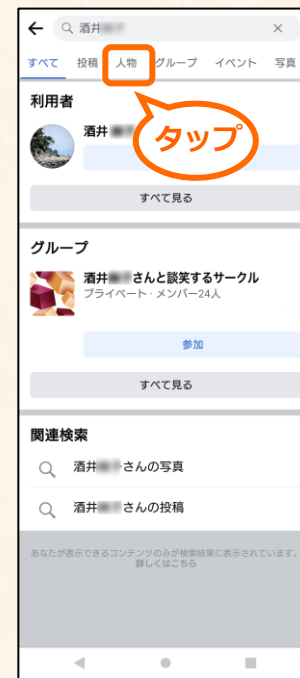 酒井
すべて 投稿 人物 グループ イベント 写真
利用者
酒井
タップ
すべて見る
グループ
酒井 さんと談笑するサークル
プライベート · メンバー24人
参加
すべて見る
関連検索
酒井 さんの写真
酒井 さんの投稿
あなたが表示できるコンテンツのみが検索結果に表示されています。
詳しくはこちら